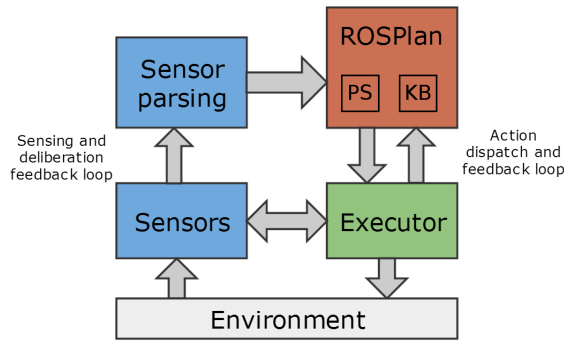 ROSPlan
Sensor
parsing
PS KB
Sensing and
deliberation
feedback loop
Action
dispatch and
feedback loop
Sensors
Executor
Environment